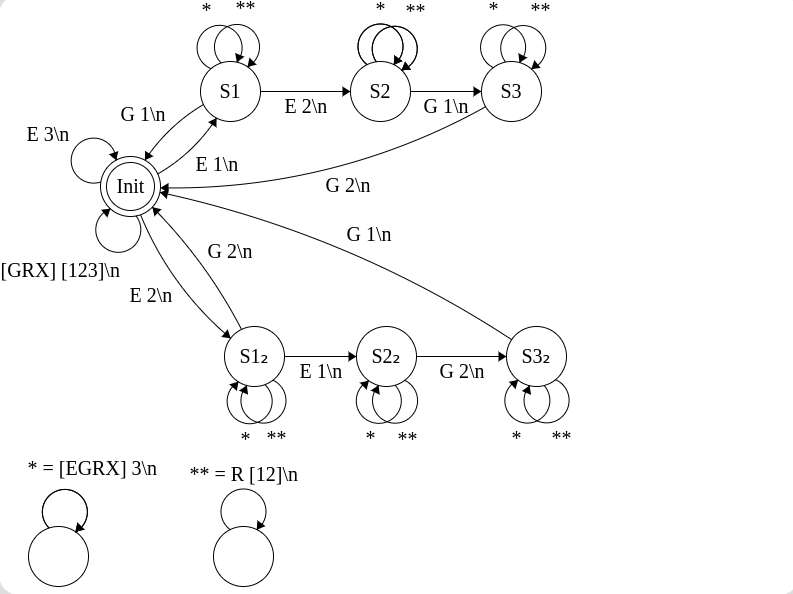 * ** * ** * **
S1 S2 S3
E 2\n G 1\n
G 1\n
E 3\n
E 1\n
Init
G 2\n
G 1\n
G 2\n
[GRX] [123]\n
E 2\n
S1₂ S2₂ S3₂
E 1\n G 2\n
* ** * ** * **
* = [EGRX] 3\n
** = R [12]\n